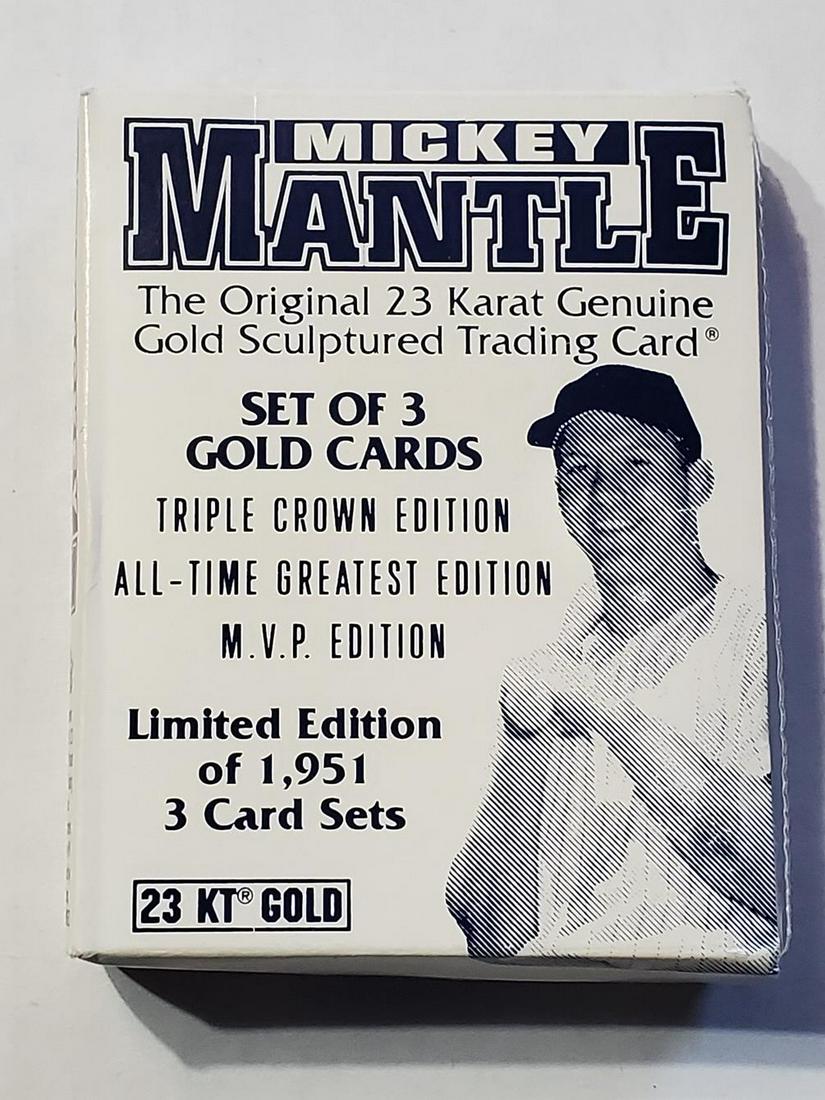 MICKEY
MANTLE
The Original 23 Karat Genuine
Gold Sculptured Trading Card®
SET OF 3
GOLD CARDS
TRIPLE CROWN EDITION
ALL-TIME GREATEST EDITION
M.V.P. EDITION
Limited Edition
of 1,951
3 Card Sets
23 KT® GOLD